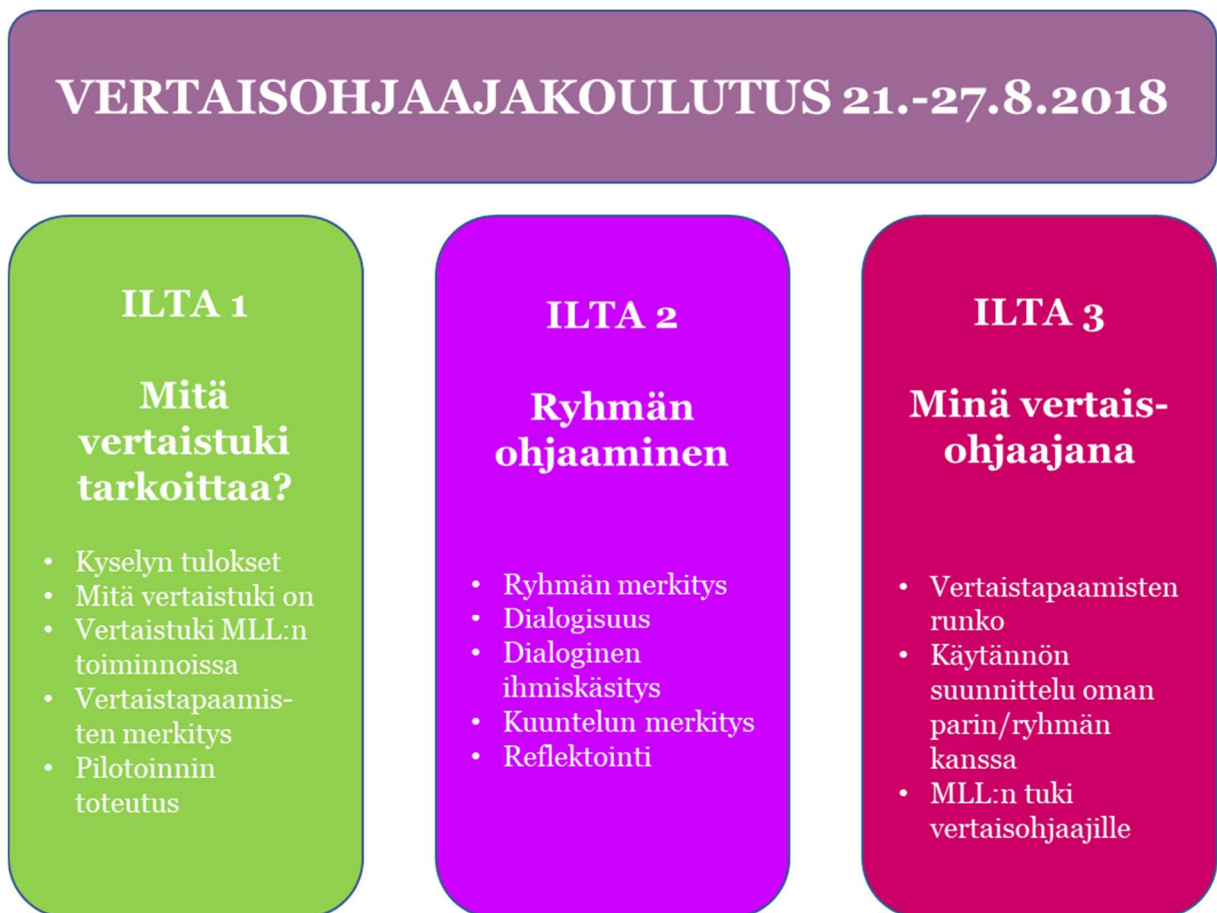 VERTAISOHJAAJAKOULUTUS 21.-27.8.2018
ILTA 1
Mitä
vertaistuki
tarkoittaa?
• Kyselyn tulokset
• Mitä vertaistuki on
• Vertaistuki MLL:n
toiminnoissa
• Vertaistapaamis-
ten merkitys
• Pilotoinnin
toteutus
ILTA 2
Ryhmän
ohjaaminen
• Ryhmän merkitys
• Dialogisuus
• Dialoginen
ihmiskäsitys
• Kuuntelun merkitys
• Reflektointi
ILTA 3
Minä vertais-
ohjaajana
• Vertaistapaamisten
runko
• Käytännön
suunnittelu oman
parin/ryhmän
kanssa
• MLL:n tuki
vertaisohjaajille